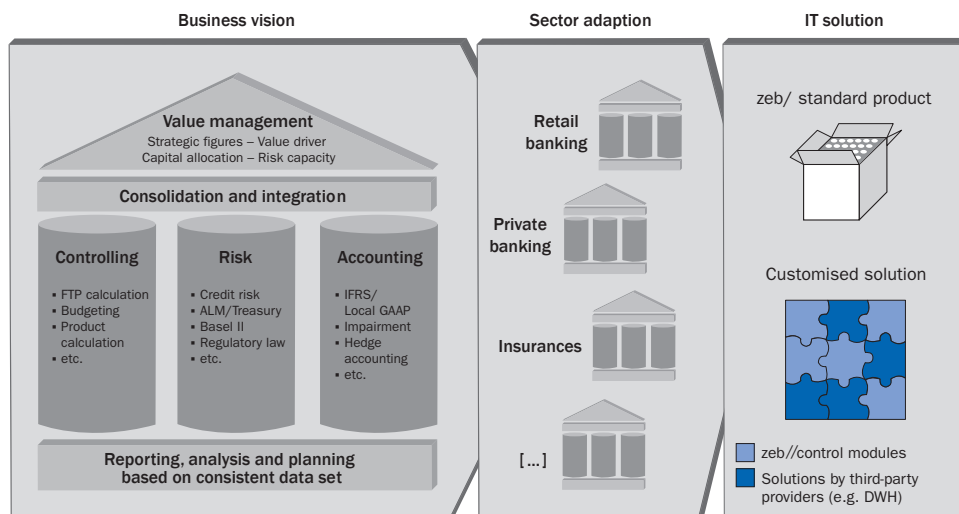 Business vision
Sector adaption
IT solution
Value management
Strategic figures – Value driver
Capital allocation – Risk capacity
Consolidation and integration
Controlling
▪ FTP calculation
▪ Budgeting
▪ Product
calculation
▪ etc.
Risk
▪ Credit risk
▪ ALM/Treasury
▪ Basel II
▪ Regulatory law
▪ etc.
Accounting
▪ IFRS/
Local GAAP
▪ Impairment
▪ Hedge
accounting
▪ etc.
Reporting, analysis and planning
based on consistent data set
Retail
banking
Private
banking
Insurances
[ ... ]
zeb/ standard product
Customised solution
zeb//control modules
Solutions by third-party
providers (e.g. DWH)